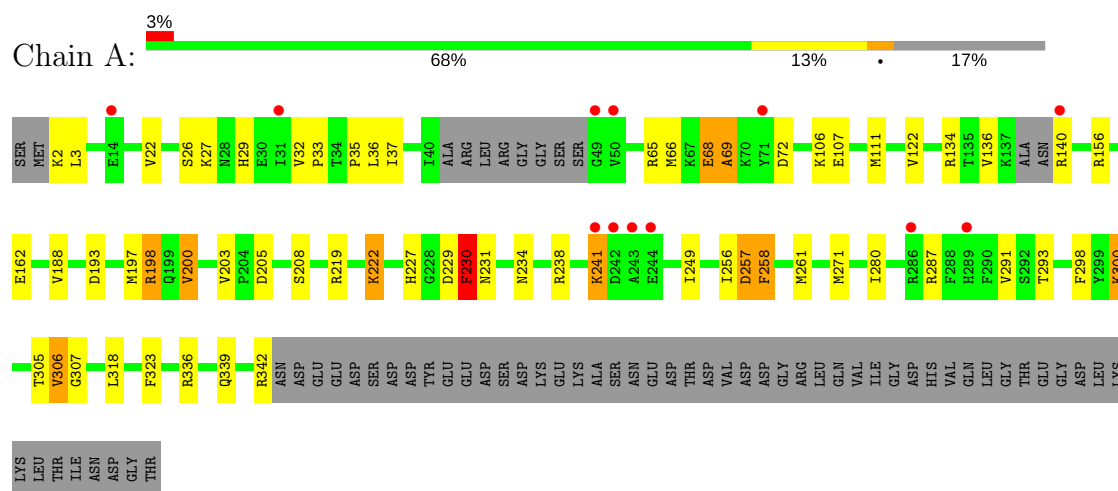 3%
Chain A:
68% 13% • 17%
SER MET K2 L3 E14 V22 S26 K27 N28 H29 E30 I31 V32 P33 T34 P35 L36 I37 I40 ALA ARG LEU ARG GLY GLY SER SER G49 V50 R65 M66 K67 E68 A69 K70 Y71 D72 K106 E107 M111 V122 R134 T135 V136 K137 ALA ASN R140 R156
E162 V188 D193 M197 R198 Q199 V200 V203 P204 D205 S208 R219 K222 H227 G228 D229 F230 N231 N234 R238 K241 D242 A243 E244 I249 I256 D257 F258 M261 M271 I280 R286 R287 F288 H289 F290 V291 S292 T293 F298 Y299 K300
T305 V306 G307 L318 F323 R336 Q339 R342 ASN ASP GLU GLU ASP SER ASP ASP TYR GLU GLU ASP SER ASP LYS GLU LYS ALA SER ASN GLU ASP THR ASP VAL ASP ASP GLY ARG LEU GLN VAL ILE GLY ASP HIS VAL GLN LEU GLY THR GLU GLY ASP LEU LYS
LYS LEU THR ILE ASN ASP GLY THR